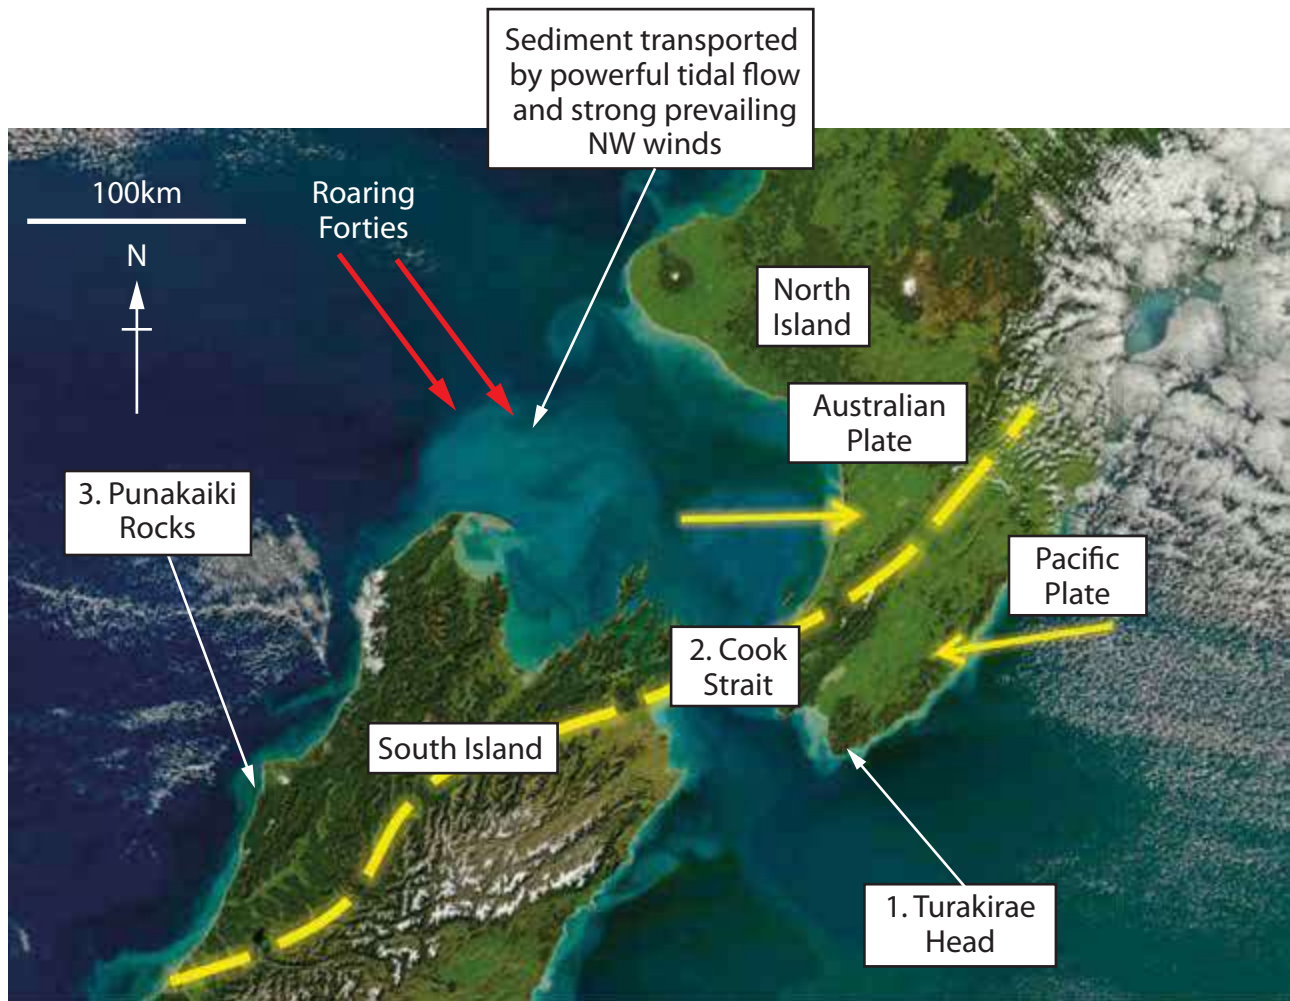 Sediment transported
by powerful tidal flow
and strong prevailing
NW winds
100km
Roaring
Forties
N
North
Island
Australian
Plate
3. Punakaiki
Rocks
Pacific
Plate
2. Cook
Strait
South Island
1. Turakirae
Head